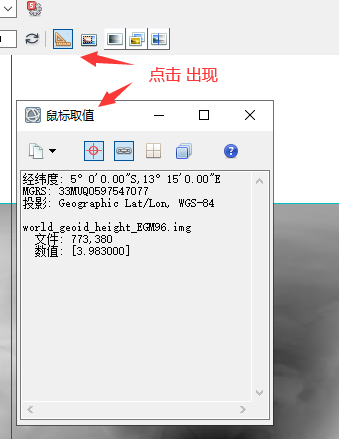 点击 出现
鼠标取值
经纬度: 5° 0'0.00"S,13° 15'0.00"E
MGRS: 33MUQ0597547077
投影: Geographic Lat/Lon, WGS-84
world_geoid_height_EGM96.img
文件: 773,380
数值: [3.983000]